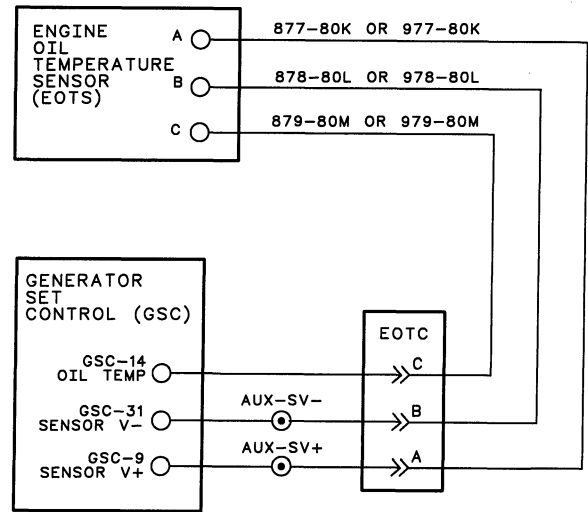 ENGINE
OIL
TEMPERATURE
SENSOR
(EOTS)
A
B
C
877-80K OR 977-80K
878-80L OR 978-80L
879-80M OR 979-80M
GENERATOR
SET
CONTROL (GSC)
GSC-14
OIL TEMP
GSC-31
SENSOR V-
GSC-9
SENSOR V+
AUX-SV-
AUX-SV+
EOTC
C
B
A